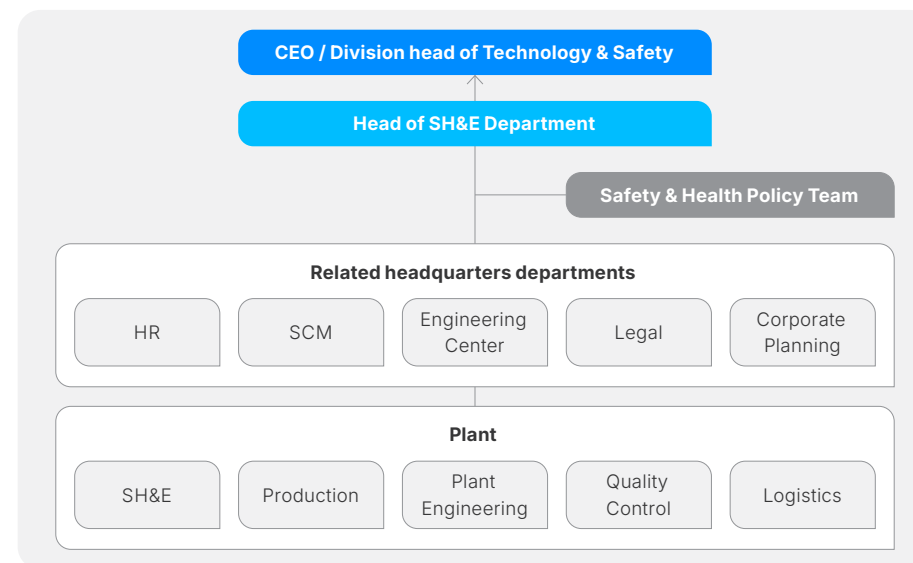 CEO / Division head of Technology & Safety
Head of SH&E Department
Safety & Health Policy Team
Related headquarters departments
HR
SCM
Engineering
Center
Legal
Corporate
Planning
Plant
SH&E
Production
Plant
Engineering
Quality
Control
Logistics